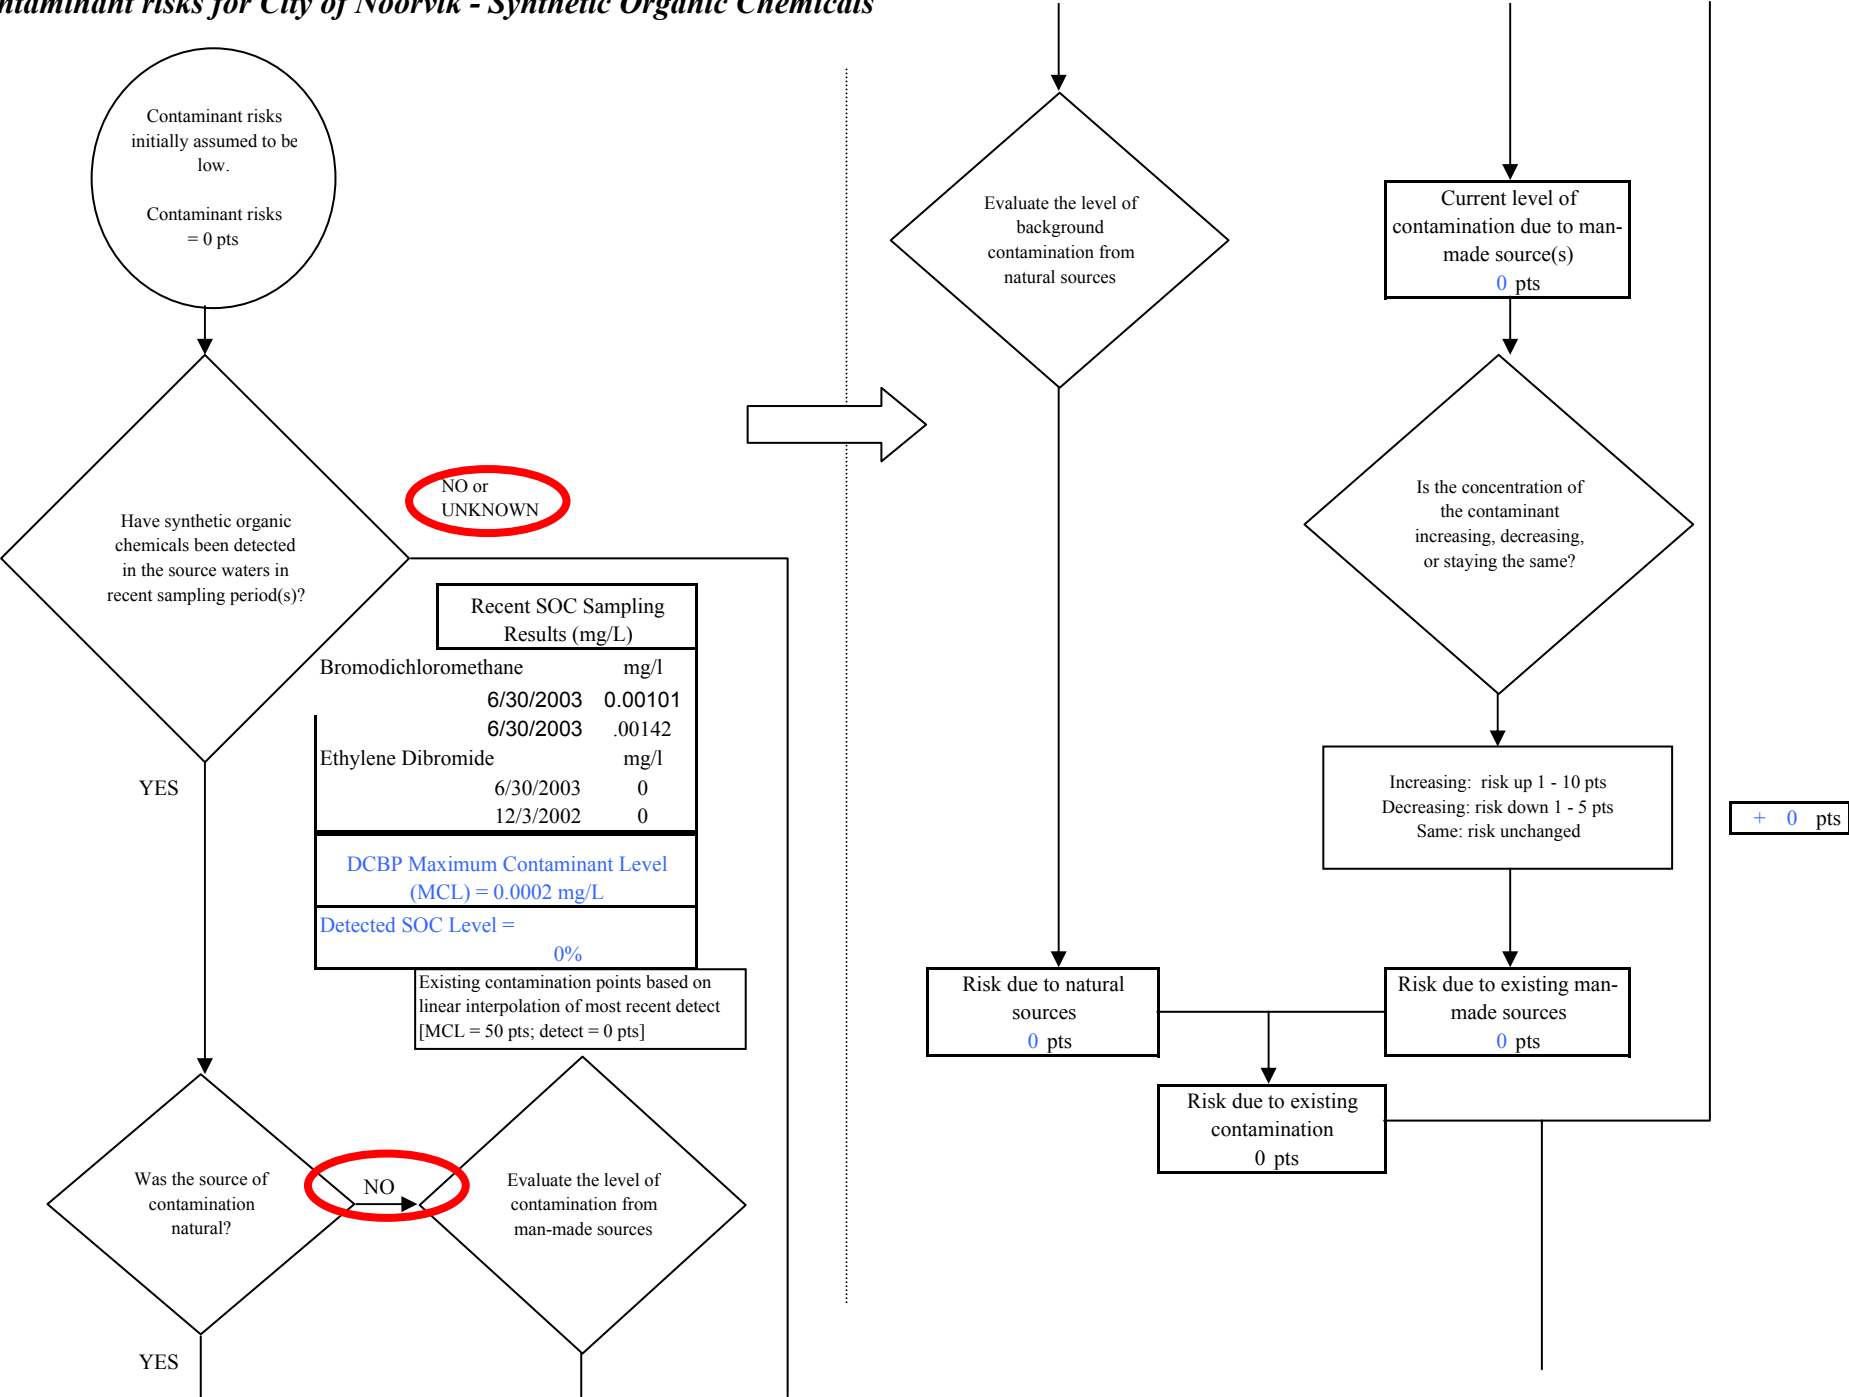 ntaminant risks for City of Noorvik - Synthetic Organic Chemicals
Contaminant risks
initially assumed to be
low.
Contaminant risks
= 0 pts
Have synthetic organic
chemicals been detected
in the source waters in
recent sampling period(s)?
NO or
UNKNOWN
YES
Recent SOC Sampling
Results (mg/L)
Bromodichloromethane mg/l
6/30/2003 0.00101
6/30/2003 .00142
Ethylene Dibromide mg/l
6/30/2003 0
12/3/2002 0
DCBP Maximum Contaminant Level
(MCL) = 0.0002 mg/L
Detected SOC Level =
0%
Existing contamination points based on
linear interpolation of most recent detect
[MCL = 50 pts; detect = 0 pts]
Was the source of
contamination
natural?
NO
Evaluate the level of
contamination from
man-made sources
YES
Evaluate the level of
background
contamination from
natural sources
Current level of
contamination due to man-
made source(s)
0 pts
Is the concentration of
the contaminant
increasing, decreasing,
or staying the same?
Increasing: risk up 1 - 10 pts
Decreasing: risk down 1 - 5 pts
Same: risk unchanged
+ 0 pts
Risk due to natural
sources
0 pts
Risk due to existing man-
made sources
0 pts
Risk due to existing
contamination
0 pts